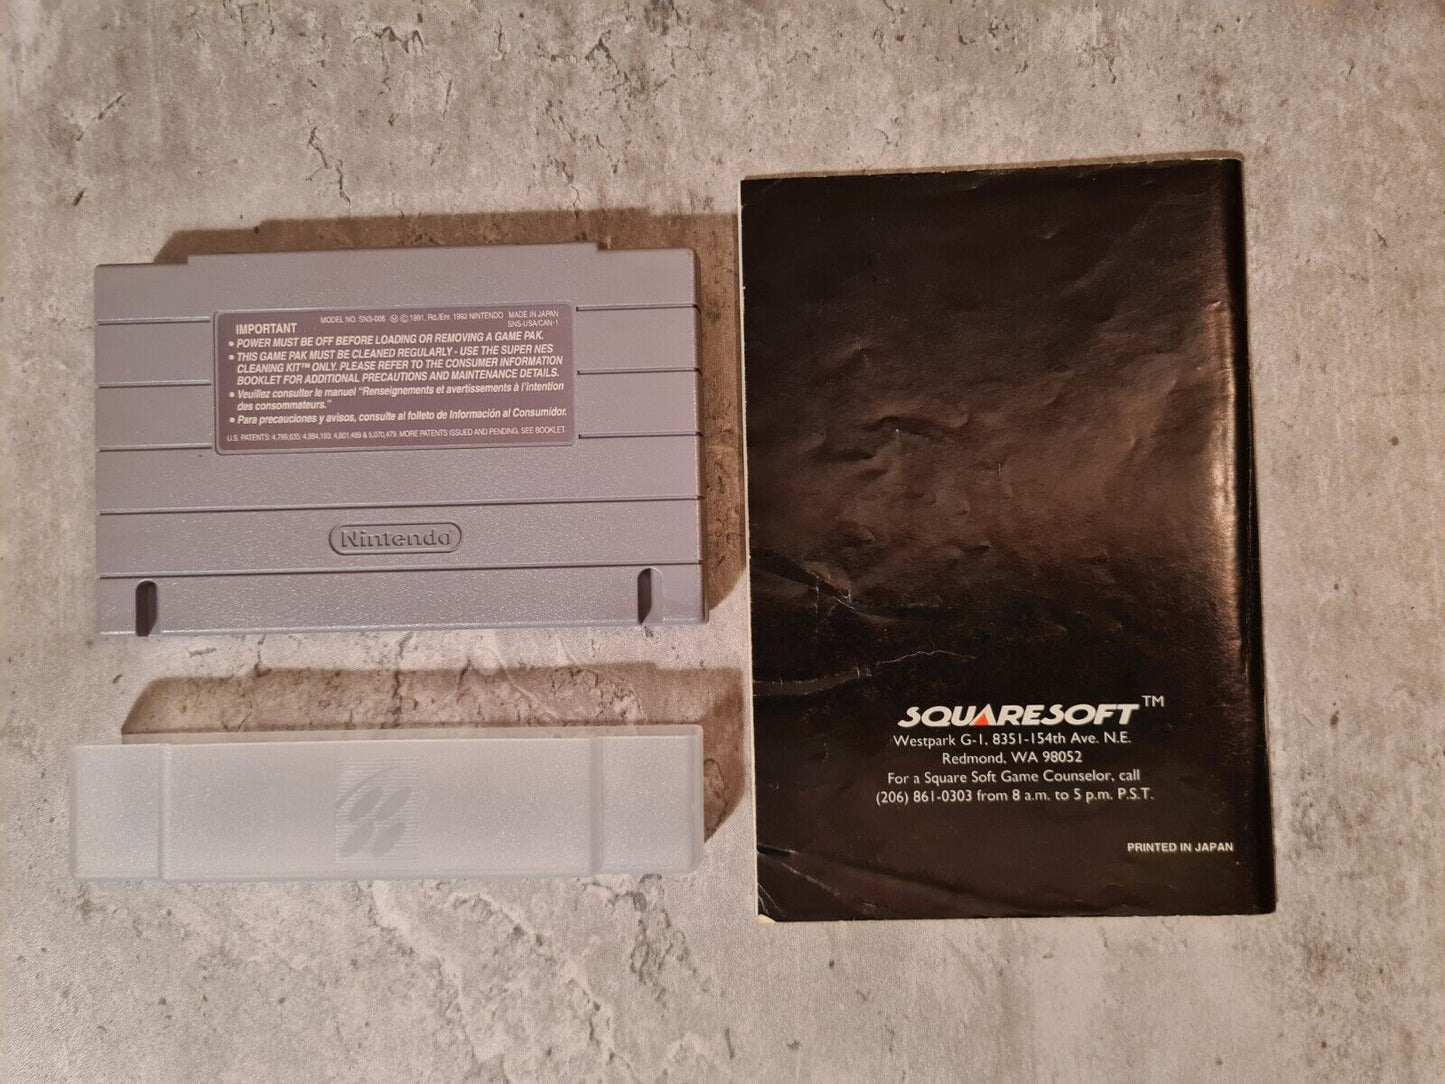 IMPORTANT
MODEL NO. SNS-006 Ⓜ © 1991, Rd./Enr. 1992 NINTENDO MADE IN JAPAN
SNS-USA/CAN-1
• POWER MUST BE OFF BEFORE LOADING OR REMOVING A GAME PAK.
• THIS GAME PAK MUST BE CLEANED REGULARLY - USE THE SUPER NES
CLEANING KIT™ ONLY. PLEASE REFER TO THE CONSUMER INFORMATION
BOOKLET FOR ADDITIONAL PRECAUTIONS AND MAINTENANCE DETAILS.
• Veuillez consulter le manuel "Renseignements et avertissements à l'intention
des consommateurs."
• Para precauciones y avisos, consulte al folleto de Información al Consumidor.
U.S. PATENTS: 4,799,635; 4,984,193; 4,801,489 & 5,070,479. MORE PATENTS ISSUED AND PENDING. SEE BOOKLET.
Nintendo®
SQUARESOFT™
Westpark G-1, 8351-154th Ave. N.E.
Redmond, WA 98052
For a Square Soft Game Counselor, call
(206) 861-0303 from 8 a.m. to 5 p.m. P.S.T.
PRINTED IN JAPAN